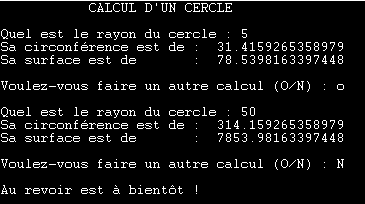 CALCUL D'UN CERCLE
Quel est le rayon du cercle : 5
Sa circonférence est de :  31.4159265358979
Sa surface est de       :  78.5398163397448
Voulez-vous faire un autre calcul (O/N) : o
Quel est le rayon du cercle : 50
Sa circonférence est de :  314.159265358979
Sa surface est de       :  7853.98163397448
Voulez-vous faire un autre calcul (O/N) : N
Au revoir est à bientôt !